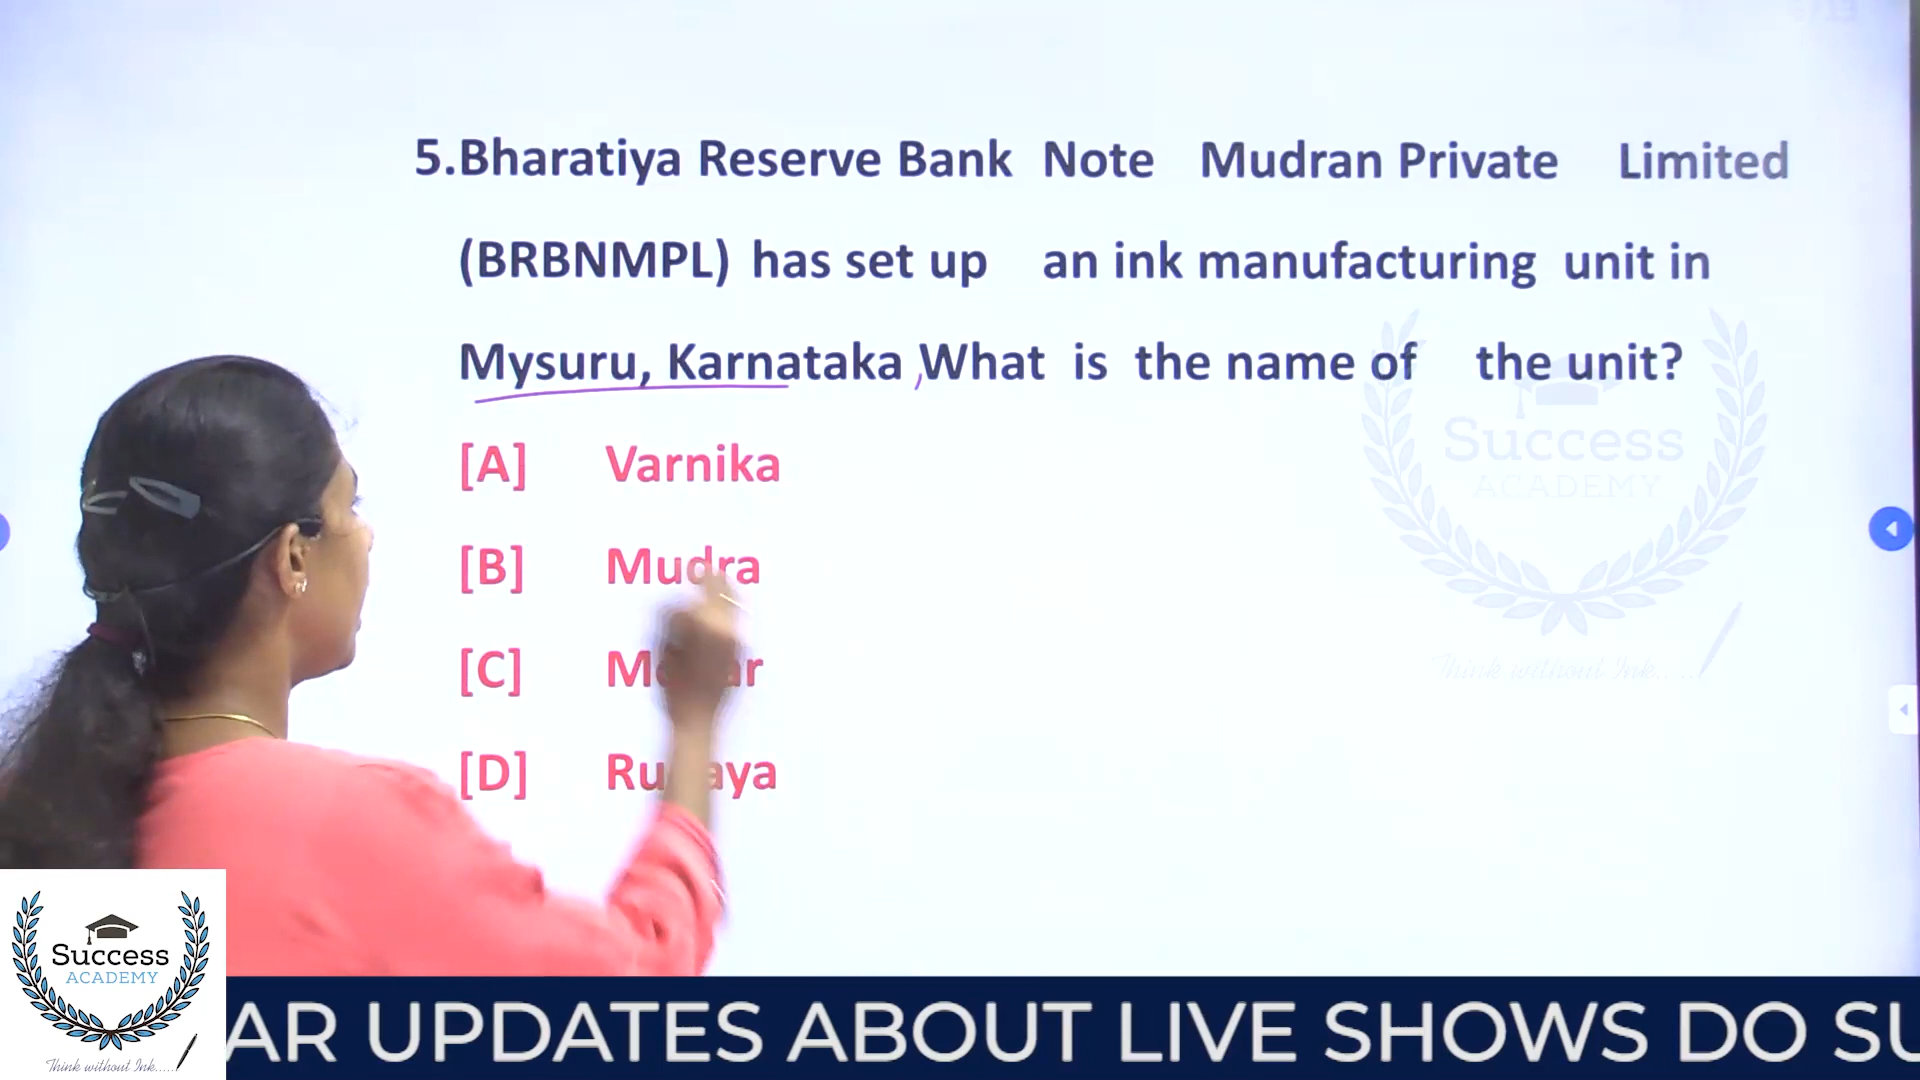 5.Bharatiya Reserve Bank Note Mudran Private Limited
(BRBNMPL) has set up an ink manufacturing unit in
Mysuru, Karnataka ,What is the name of the unit?
[A] Varnika
[B] Mudra
[C]
[D]
Success
ACADEMY
Think without Ink.....
Success
ACADEMY
Think without Ink.....
AR UPDATES ABOUT LIVE SHOWS DO SU